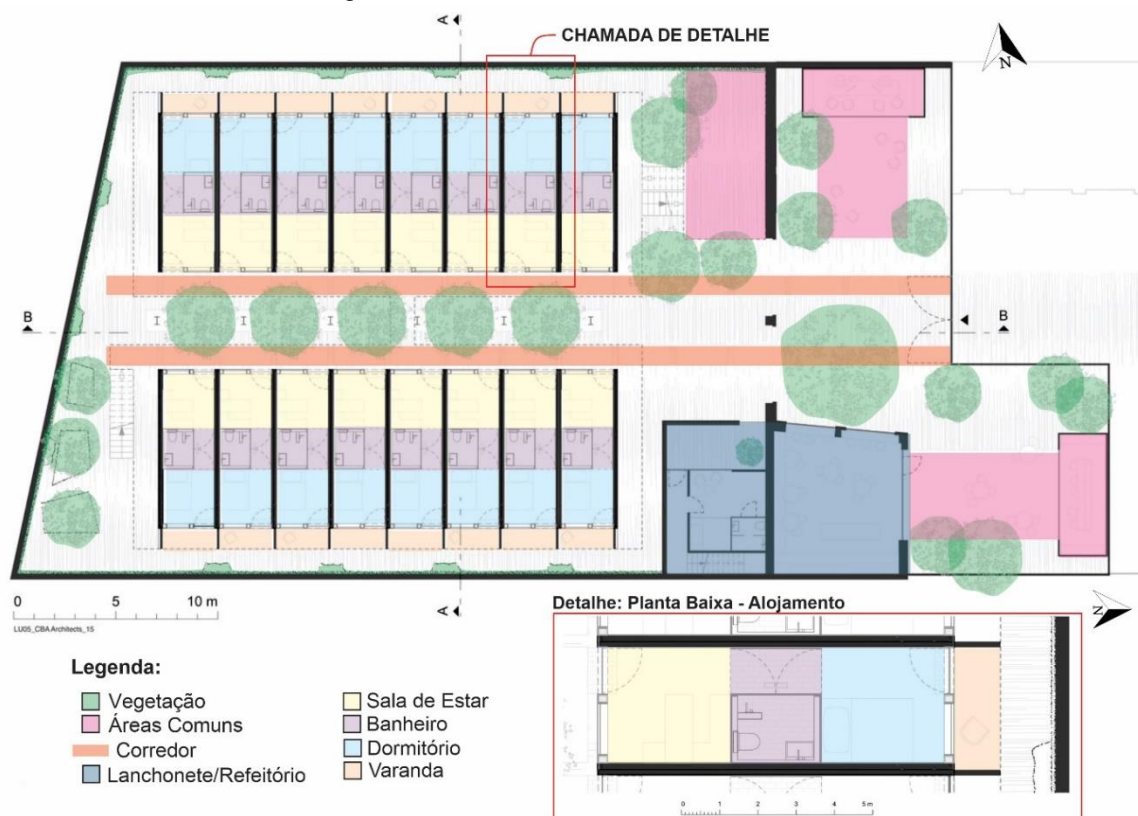 A
CHAMADA DE DETALHE
N
B
I I I I I I
B
A
0 5 10 m
LU05_CBA Architects_15
Detalhe: Planta Baixa - Alojamento
N
Legenda:
Vegetação
Áreas Comuns
Corredor
Lanchonete/Refeitório
Sala de Estar
Banheiro
Dormitório
Varanda
0 1 2 3 4 5 m